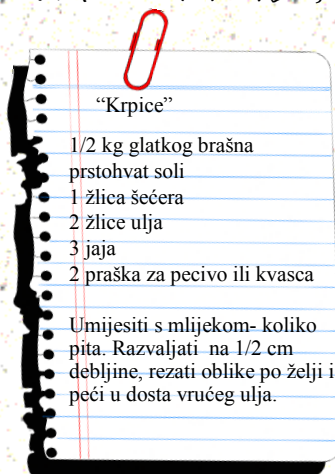 “Krpice”
1/2 kg glatkog brašna
prstohvat soli
1 žlica šećera
2 žlice ulja
3 jaja
2 praška za pecivo ili kvasca
Umijesiti s mlijekom- koliko
pita. Razvaljati na 1/2 cm
debljine, rezati oblike po želji i
peći u dosta vrućeg ulja.